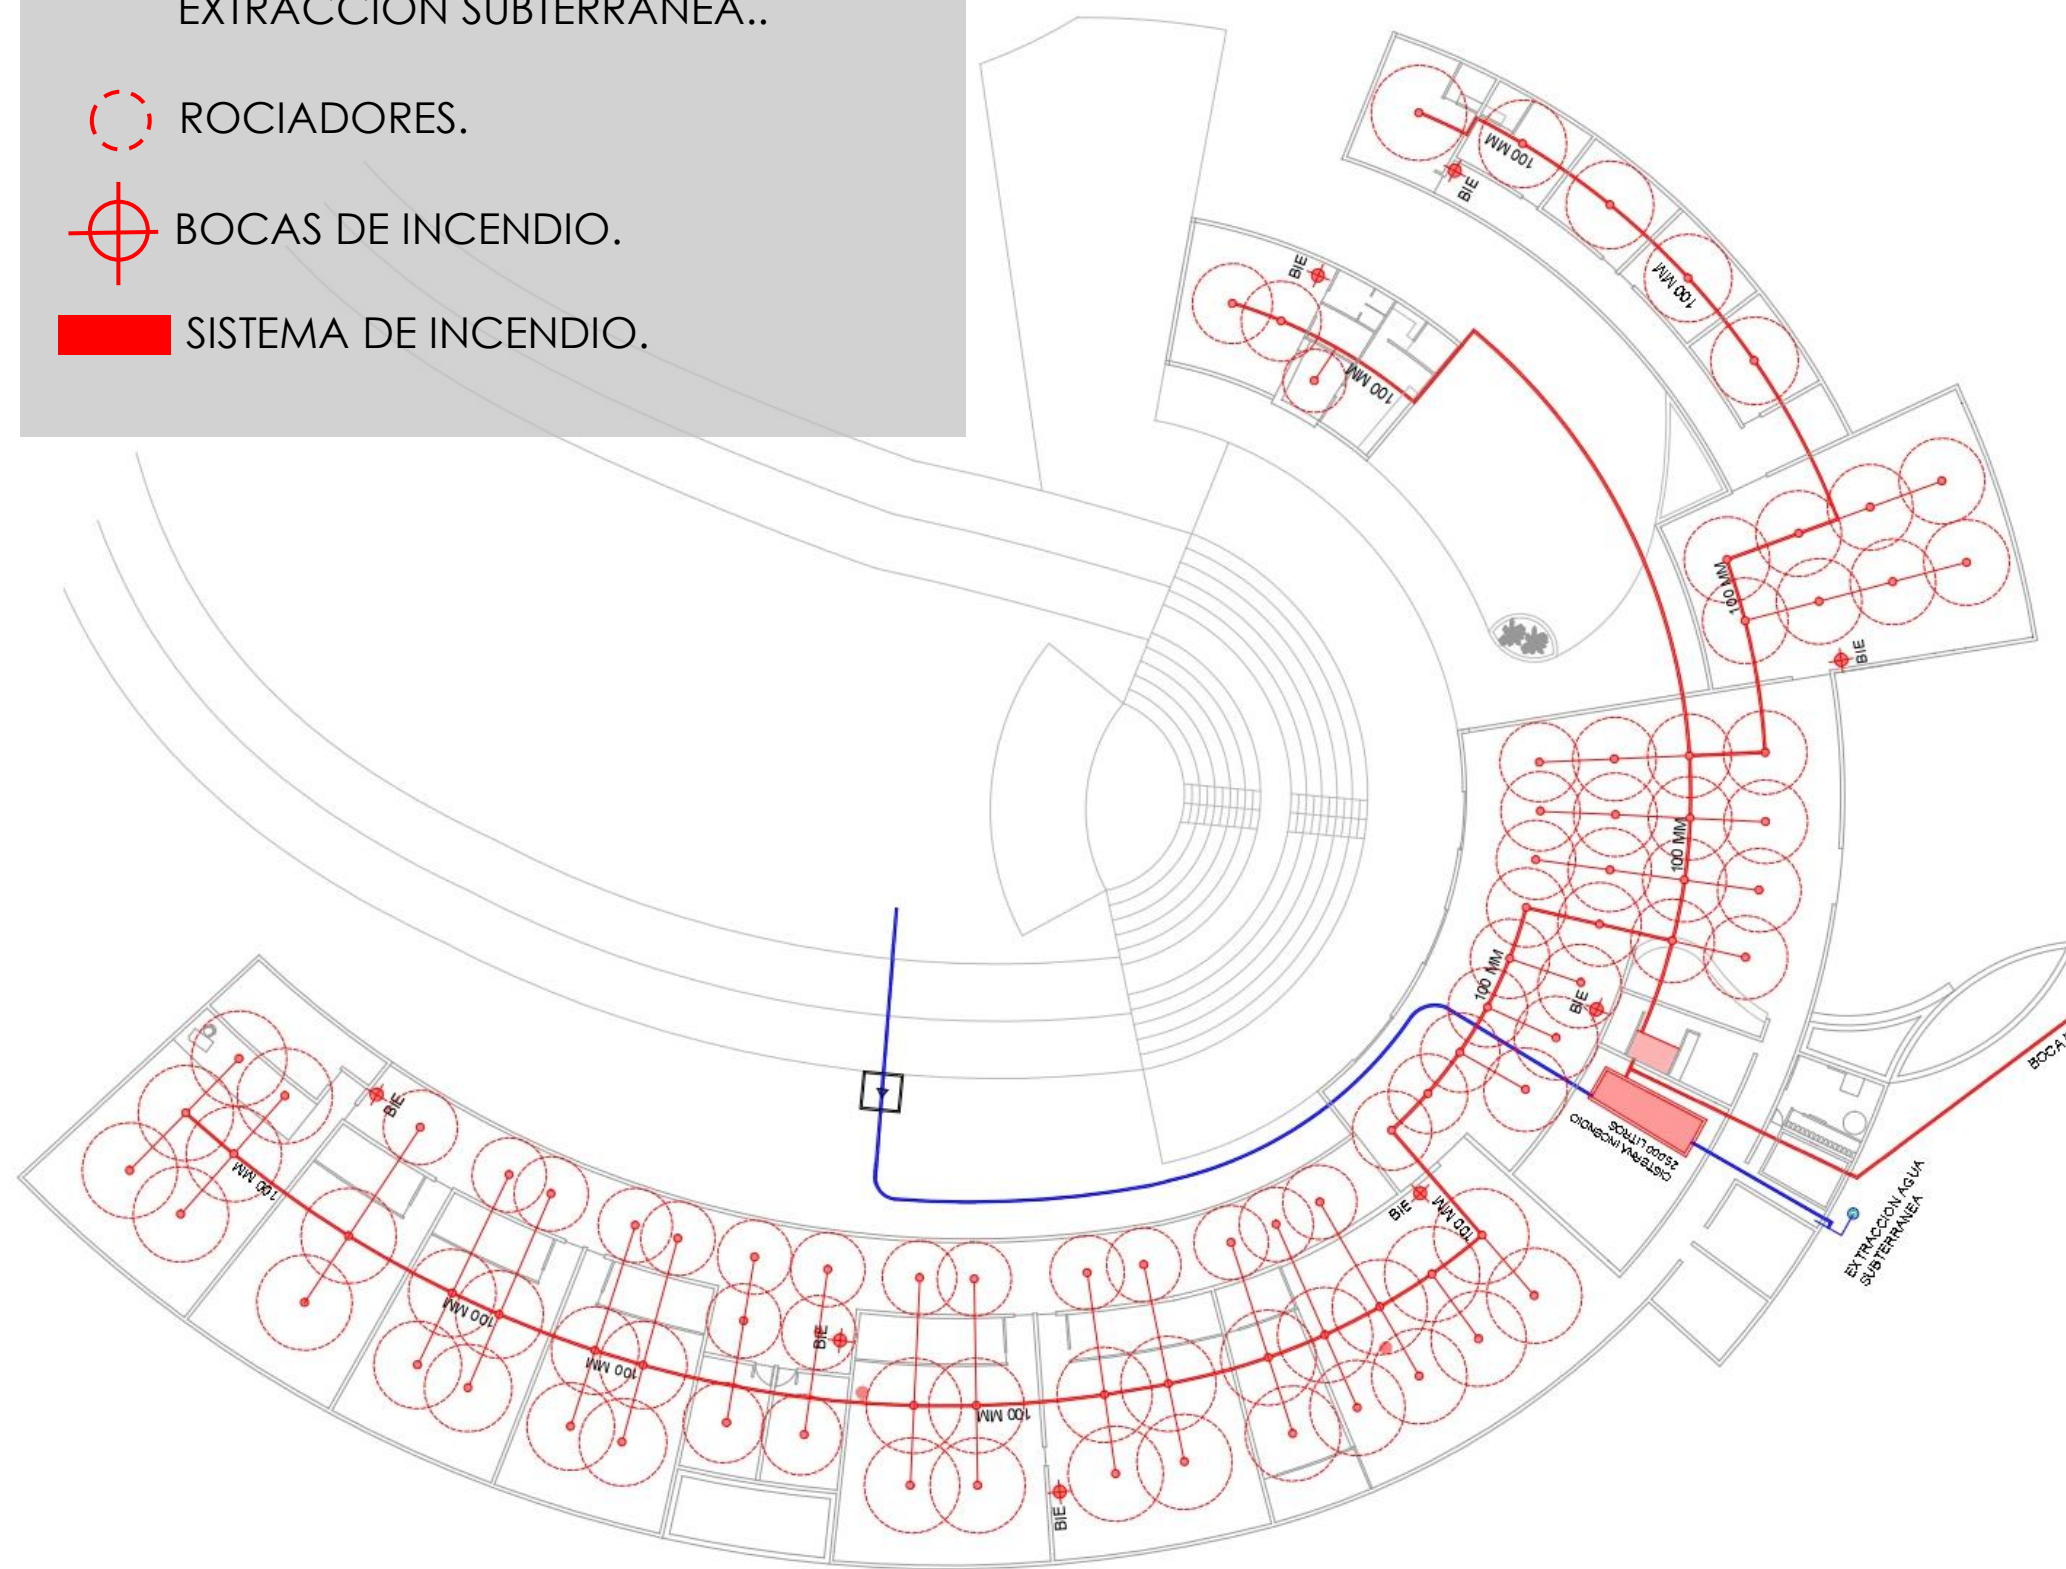 EXTRACCION SUBTERRANEA..
ROCIADORES.
BOCAS DE INCENDIO.
SISTEMA DE INCENDIO.
100 MM
BIE
100 MM
BIE
100 MM
100 MM
BIE
100 MM
100 MM
BIE
BOCA
CISTERNA INCENDIO
25000 LITROS
EXTRACCION AGUA
SUBTERRANEA
BIE
100 MM
BIE
100 MM
100 MM
100 MM
BIE
100 MM
BIE